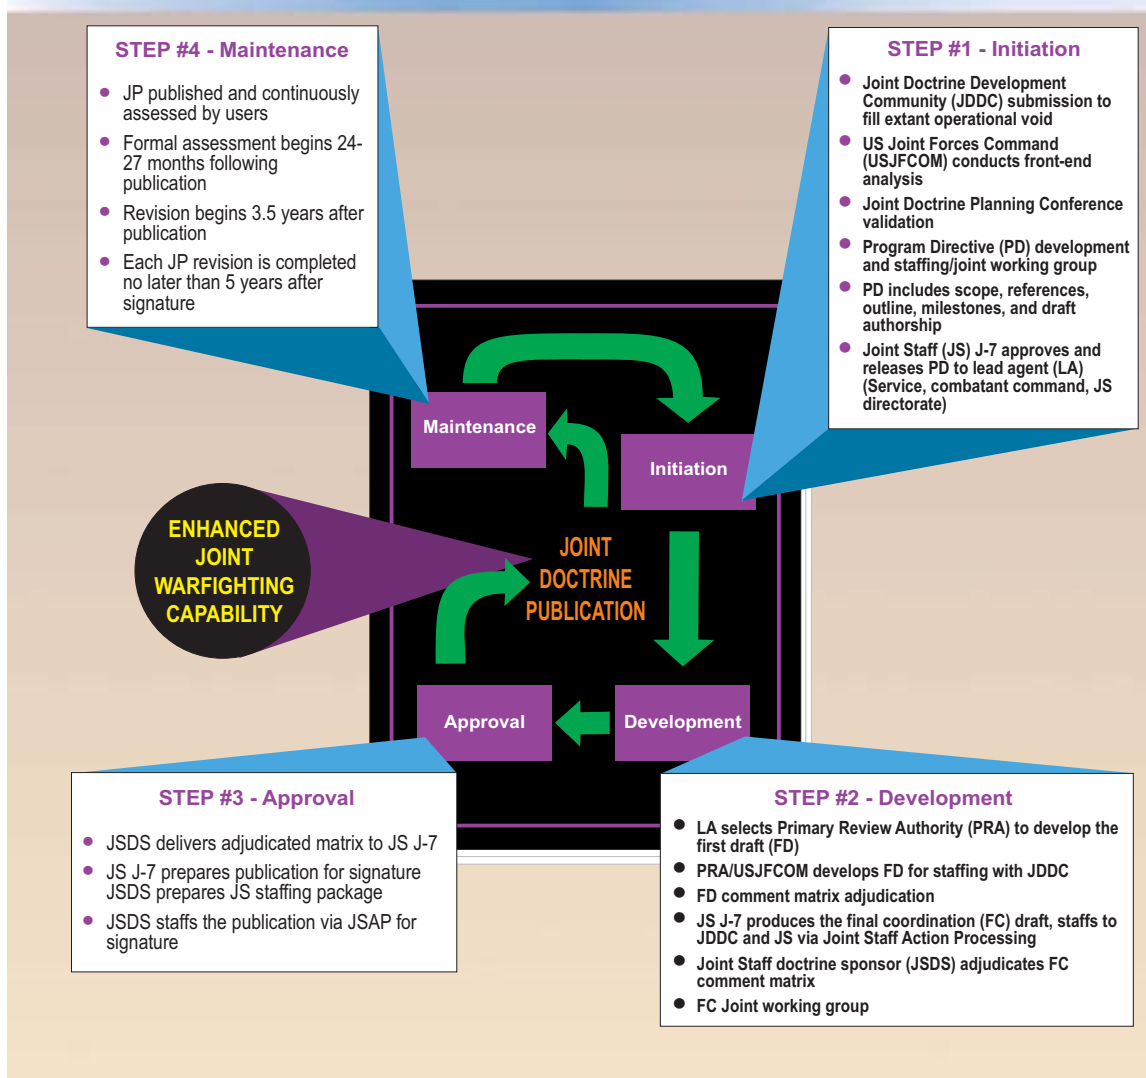 STEP #4 - Maintenance
• JP published and continuously
assessed by users
• Formal assessment begins 24-
27 months following
publication
• Revision begins 3.5 years after
publication
• Each JP revision is completed
no later than 5 years after
signature
STEP #1 - Initiation
• Joint Doctrine Development
Community (JDDC) submission to
fill extant operational void
• US Joint Forces Command
(USJFCOM) conducts front-end
analysis
• Joint Doctrine Planning Conference
validation
• Program Directive (PD) development
and staffing/joint working group
• PD includes scope, references,
outline, milestones, and draft
authorship
• Joint Staff (JS) J-7 approves and
releases PD to lead agent (LA)
(Service, combatant command, JS
directorate)
Maintenance
Initiation
ENHANCED
JOINT
WARFIGHTING
CAPABILITY
JOINT
DOCTRINE
PUBLICATION
Approval
Development
STEP #3 - Approval
• JSDS delivers adjudicated matrix to JS J-7
• JS J-7 prepares publication for signature
JSDS prepares JS staffing package
• JSDS staffs the publication via JSAP for
signature
STEP #2 - Development
• LA selects Primary Review Authority (PRA) to develop the
first draft (FD)
• PRA/USJFCOM develops FD for staffing with JDDC
• FD comment matrix adjudication
• JS J-7 produces the final coordination (FC) draft, staffs to
JDDC and JS via Joint Staff Action Processing
• Joint Staff doctrine sponsor (JSDS) adjudicates FC
comment matrix
• FC Joint working group